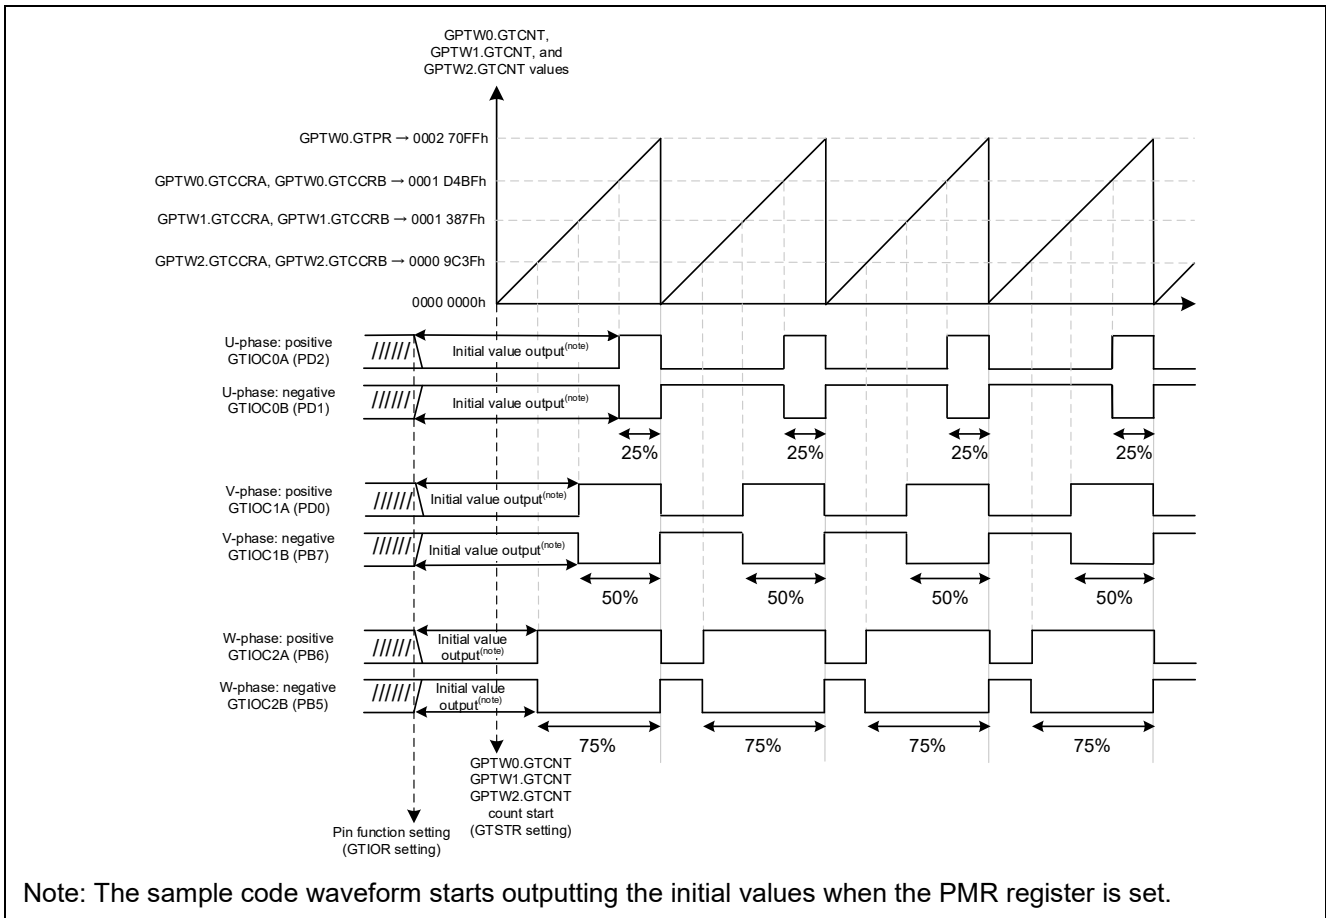 GPTW0.GTCNT,
GPTW1.GTCNT, and
GPTW2.GTCNT values
GPTW0.GTPR → 0002 70FFh
GPTW0.GTCCRA, GPTW0.GTCCRB → 0001 D4BFh
GPTW1.GTCCRA, GPTW1.GTCCRB → 0001 387Fh
GPTW2.GTCCRA, GPTW2.GTCCRB → 0000 9C3Fh
0000 0000h
U-phase: positive
GTIOC0A (PD2)
Initial value output(note)
U-phase: negative
GTIOC0B (PD1)
Initial value output(note)
25% 25% 25% 25%
V-phase: positive
GTIOC1A (PD0)
Initial value output(note)
V-phase: negative
GTIOC1B (PB7)
Initial value output(note)
50% 50% 50% 50%
W-phase: positive
GTIOC2A (PB6)
Initial value
output(note)
W-phase: negative
GTIOC2B (PB5)
Initial value
output(note)
75% 75% 75% 75%
GPTW0.GTCNT
GPTW1.GTCNT
GPTW2.GTCNT
count start
(GTSTR setting)
Pin function setting
(GTIOR setting)
Note: The sample code waveform starts outputting the initial values when the PMR register is set.